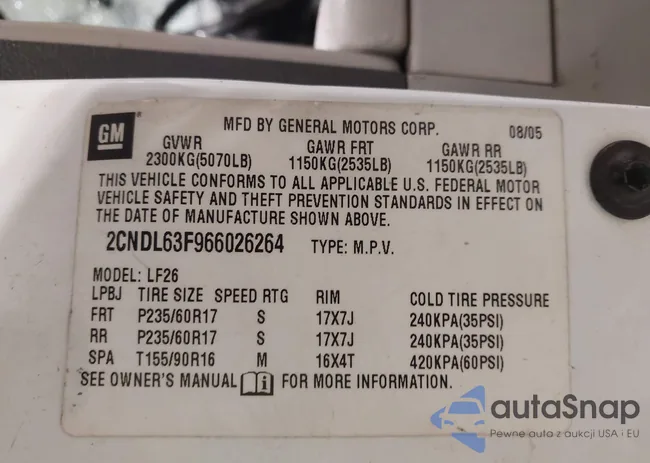 GM
MFD BY GENERAL MOTORS CORP. 08/05
GVWR GAWR FRT GAWR RR
2300KG(5070LB) 1150KG(2535LB) 1150KG(2535LB)
THIS VEHICLE CONFORMS TO ALL APPLICABLE U.S. FEDERAL MOTOR
VEHICLE SAFETY AND THEFT PREVENTION STANDARDS IN EFFECT ON
THE DATE OF MANUFACTURE SHOWN ABOVE.
2CNDL63F966026264 TYPE: M.P.V.
MODEL: LF26
LPBJ TIRE SIZE SPEED RTG RIM COLD TIRE PRESSURE
FRT P235/60R17 S 17X7J 240KPA(35PSI)
RR P235/60R17 S 17X7J 240KPA(35PSI)
SPA T155/90R16 M 16X4T 420KPA(60PSI)
SEE OWNER'S MANUAL FOR MORE INFORMATION.
autaSnap
Pewne auta z aukcji USA i EU